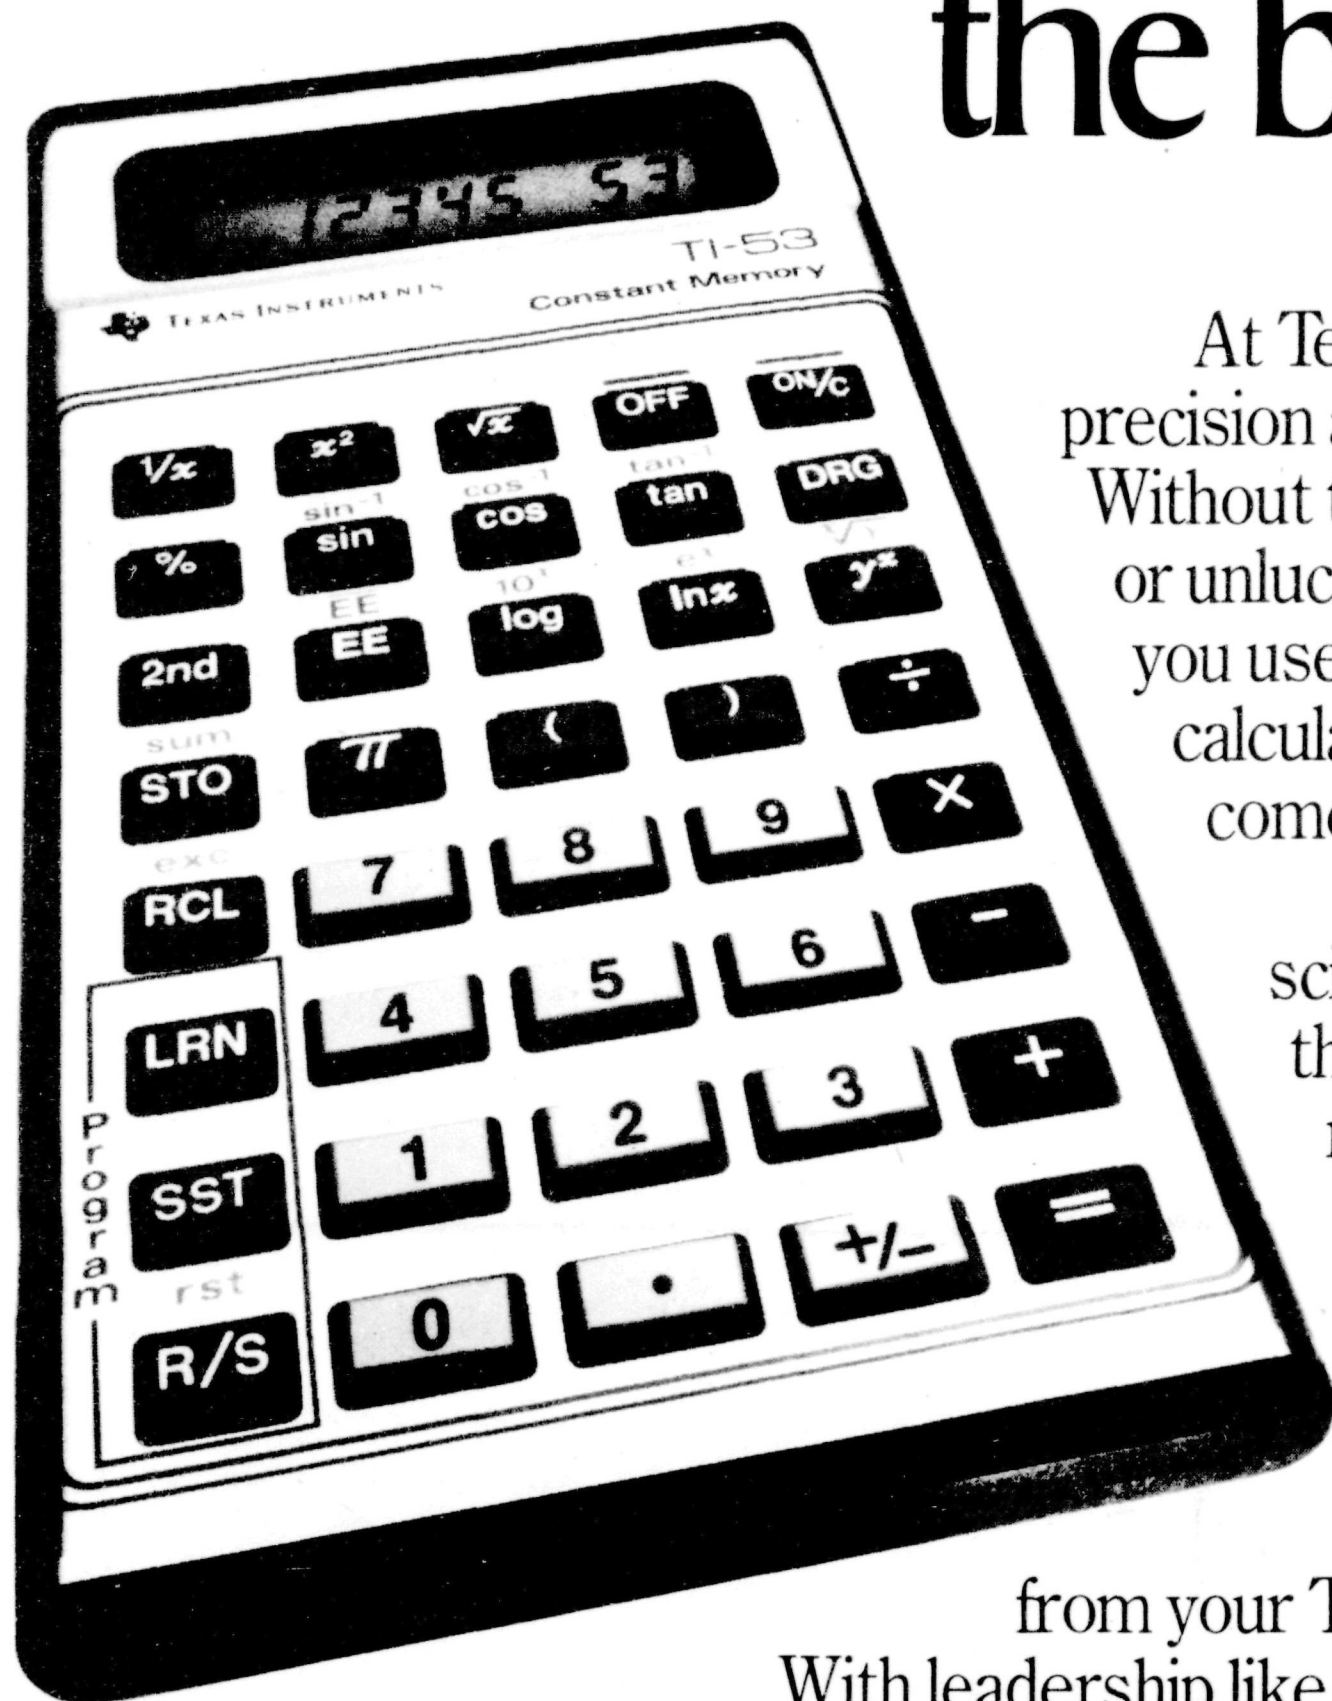 the b
12345 53
TI-53
TEXAS INSTRUMENTS
Constant Memory
1/x x² √x OFF ON/C
sin⁻¹ cos⁻¹ tan⁻¹
% sin cos tan DRG
EE 10ˣ eˣ
2nd EE log lnx yˣ
sum
STO π ( ) ÷
exc
RCL 7 8 9 ×
LRN 4 5 6 −
Program
SST 1 2 3 +
rst
R/S 0 . +/− =
At Te
precision
Without t
or unluc
you use
calcula
come
sci
th
from your T
With leadership like